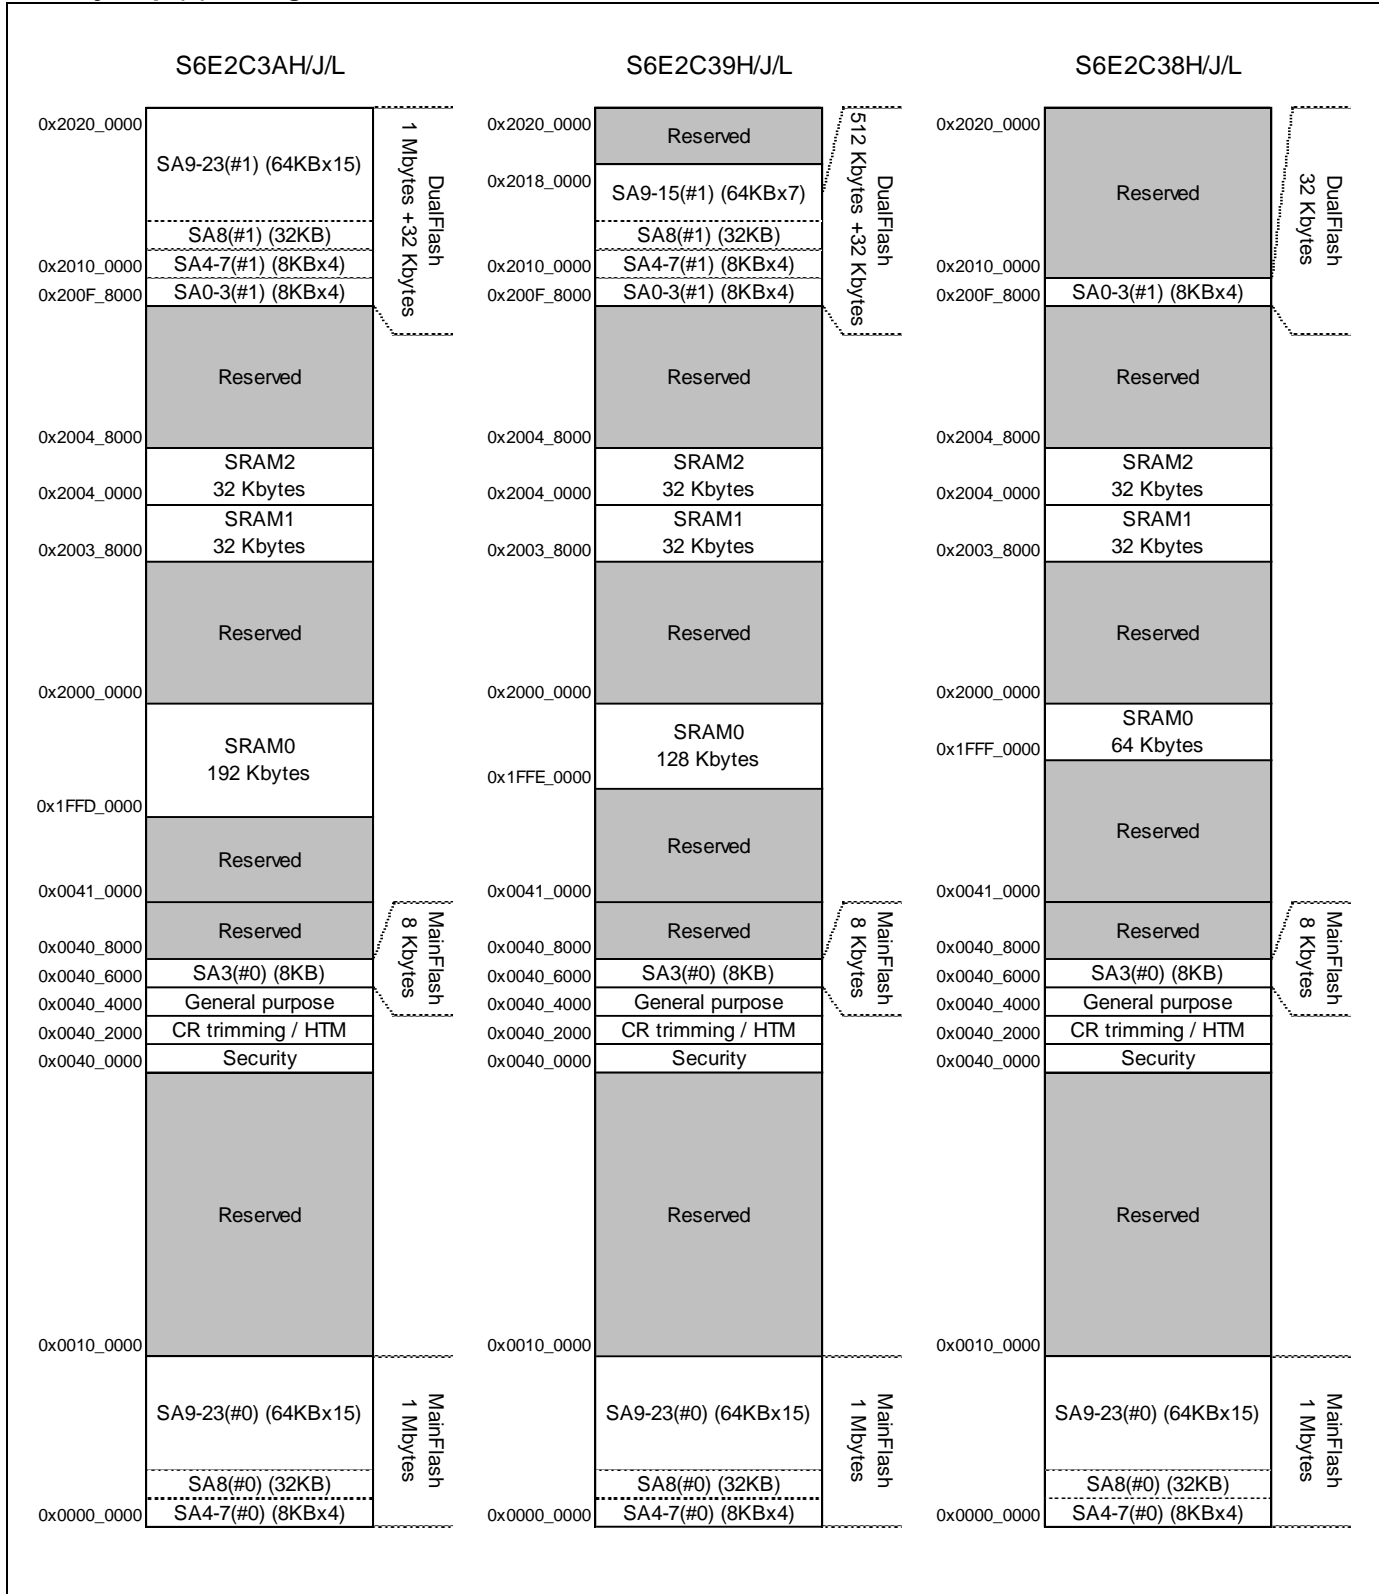 S6E2C3AH/J/L
0x2020_0000
SA9-23(#1) (64KBx15)
SA8(#1) (32KB)
0x2010_0000
SA4-7(#1) (8KBx4)
0x200F_8000
SA0-3(#1) (8KBx4)
DualFlash
1 Mbytes +32 Kbytes
Reserved
0x2004_8000
SRAM2
32 Kbytes
0x2004_0000
SRAM1
32 Kbytes
0x2003_8000
Reserved
0x2000_0000
SRAM0
192 Kbytes
0x1FFD_0000
Reserved
0x0041_0000
Reserved
0x0040_8000
SA3(#0) (8KB)
0x0040_6000
General purpose
0x0040_4000
CR trimming / HTM
0x0040_2000
Security
0x0040_0000
MainFlash
8 Kbytes
Reserved
0x0010_0000
SA9-23(#0) (64KBx15)
SA8(#0) (32KB)
SA4-7(#0) (8KBx4)
0x0000_0000
MainFlash
1 Mbytes
S6E2C39H/J/L
0x2020_0000
Reserved
0x2018_0000
SA9-15(#1) (64KBx7)
SA8(#1) (32KB)
0x2010_0000
SA4-7(#1) (8KBx4)
0x200F_8000
SA0-3(#1) (8KBx4)
DualFlash
512 Kbytes +32 Kbytes
Reserved
0x2004_8000
SRAM2
32 Kbytes
0x2004_0000
SRAM1
32 Kbytes
0x2003_8000
Reserved
0x2000_0000
SRAM0
128 Kbytes
0x1FFE_0000
Reserved
0x0041_0000
Reserved
0x0040_8000
SA3(#0) (8KB)
0x0040_6000
General purpose
0x0040_4000
CR trimming / HTM
0x0040_2000
Security
0x0040_0000
MainFlash
8 Kbytes
Reserved
0x0010_0000
SA9-23(#0) (64KBx15)
SA8(#0) (32KB)
SA4-7(#0) (8KBx4)
0x0000_0000
MainFlash
1 Mbytes
S6E2C38H/J/L
0x2020_0000
Reserved
0x2010_0000
0x200F_8000
SA0-3(#1) (8KBx4)
DualFlash
32 Kbytes
Reserved
0x2004_8000
SRAM2
32 Kbytes
0x2004_0000
SRAM1
32 Kbytes
0x2003_8000
Reserved
0x2000_0000
SRAM0
64 Kbytes
0x1FFF_0000
Reserved
0x0041_0000
Reserved
0x0040_8000
SA3(#0) (8KB)
0x0040_6000
General purpose
0x0040_4000
CR trimming / HTM
0x0040_2000
Security
0x0040_0000
MainFlash
8 Kbytes
Reserved
0x0010_0000
SA9-23(#0) (64KBx15)
SA8(#0) (32KB)
SA4-7(#0) (8KBx4)
0x0000_0000
MainFlash
1 Mbytes